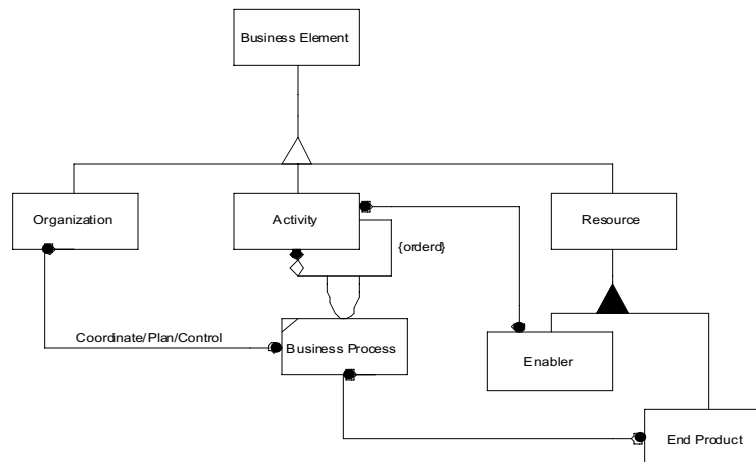 Business Element
Organization
Activity
Resource
{orderd}
Coordinate/Plan/Control
Business Process
Enabler
End Product